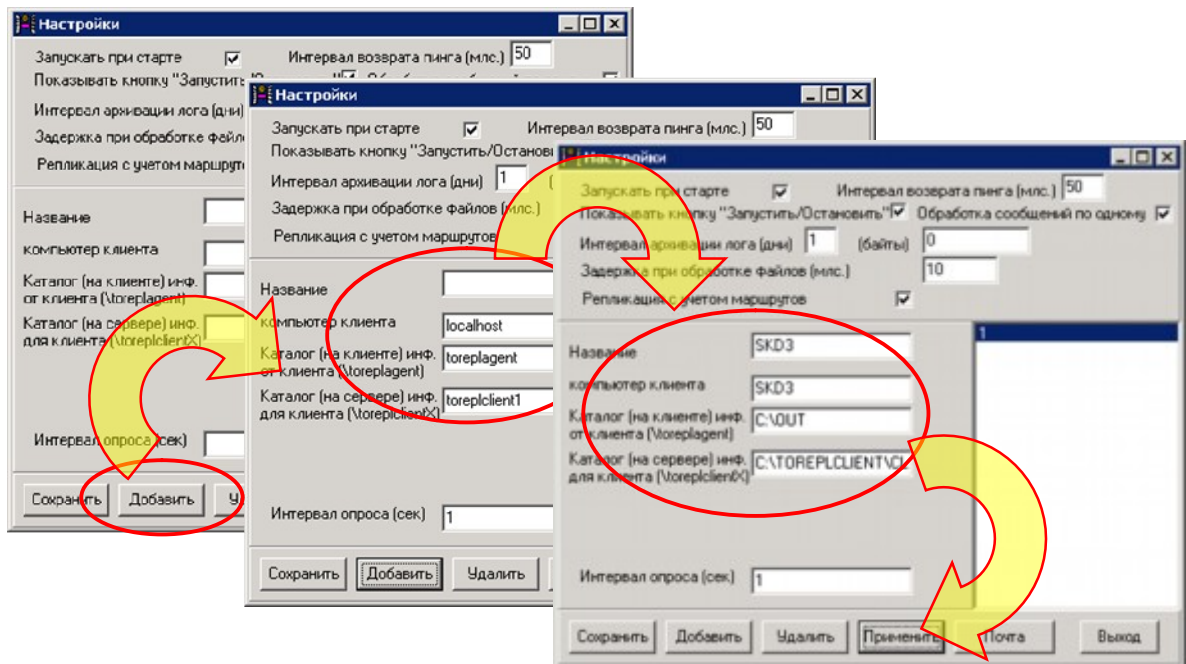 Настройки
Запускать при старте
Интервал возврата пинга (млс.) 50
Показывать кнопку "Запустить
Интервал архивации лога (дни)
Задержка при обработке файло
Репликация с учетом маршруто
Название
компьютер клиента
Каталог (на клиенте) инф.
от клиента (\toreplagent)
Каталог (на сервере) инф.
для клиента (\toreplclientX)
Интервал опроса (сек)
Сохранить Добавить
Настройки
Запускать при старте
Интервал возврата пинга (млс.) 50
Показывать кнопку "Запустить/Останови
Интервал архивации лога (дни) 1 (
Задержка при обработке файлов (млс.)
Репликация с учетом маршрутов
Название
компьютер клиента localhost
Каталог (на клиенте) инф.
от клиента (\toreplagent) toreplagent
Каталог (на сервере) инф.
для клиента (\toreplclientX) toreplclient1
Интервал опроса (сек) 1
Сохранить Добавить Удалить
Настройки
Запускать при старте
Интервал возврата пинга (млс.) 50
Показывать кнопку "Запустить/Остановить" Обработка сообщений по одному
Интервал архивации лога (дни) 1 (байты) 0
Задержка при обработке файлов (млс.) 10
Репликация с учетом маршрутов
1
Название SKD3
компьютер клиента SKD3
Каталог (на клиенте) инф.
от клиента (\toreplagent) C:\OUT
Каталог (на сервере) инф.
для клиента (\toreplclientX) C:\TOREPLCLIENT\CL
Интервал опроса (сек) 1
Сохранить Добавить Удалить Применить Почта Выход